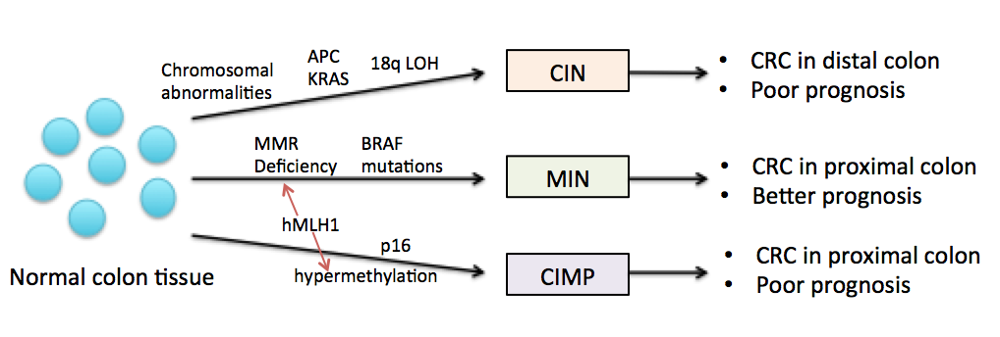 Chromosomal
abnormalities
APC
KRAS
18q LOH
CIN
• CRC in distal colon
• Poor prognosis
MMR
Deficiency
BRAF
mutations
MIN
• CRC in proximal colon
• Better prognosis
hMLH1
p16
hypermethylation
CIMP
• CRC in proximal colon
• Poor prognosis
Normal colon tissue